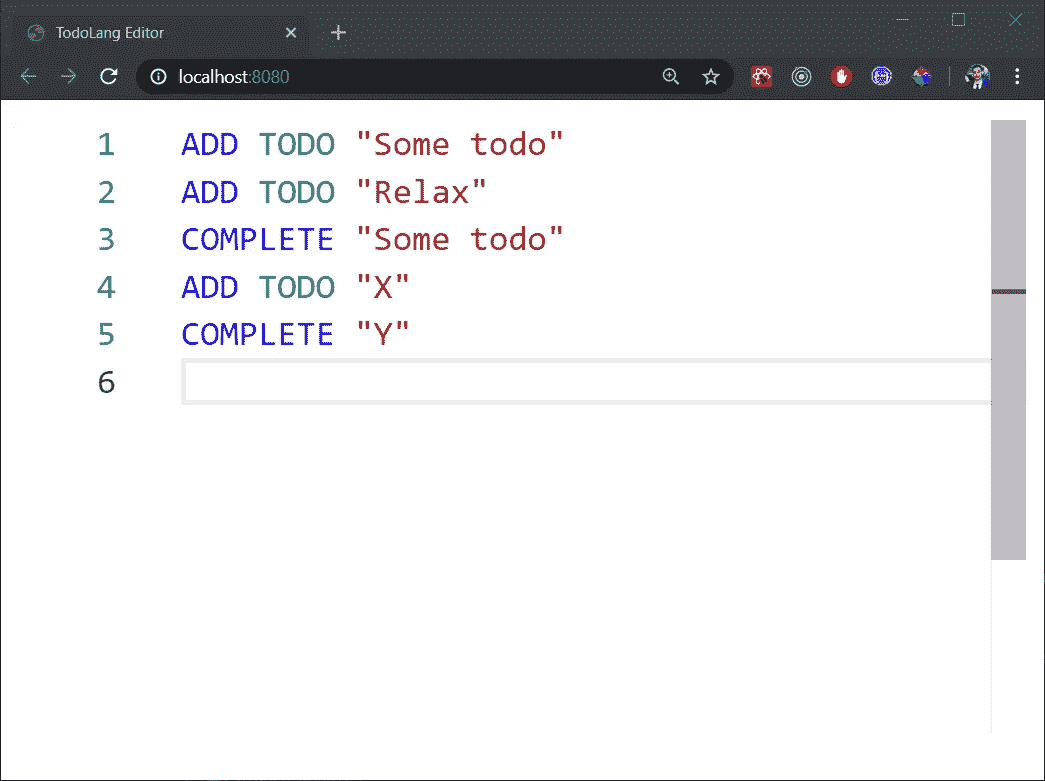 TodoLang Editor
localhost:8080
1 ADD TODO "Some todo"
2 ADD TODO "Relax"
3 COMPLETE "Some todo"
4 ADD TODO "X"
5 COMPLETE "Y"
6